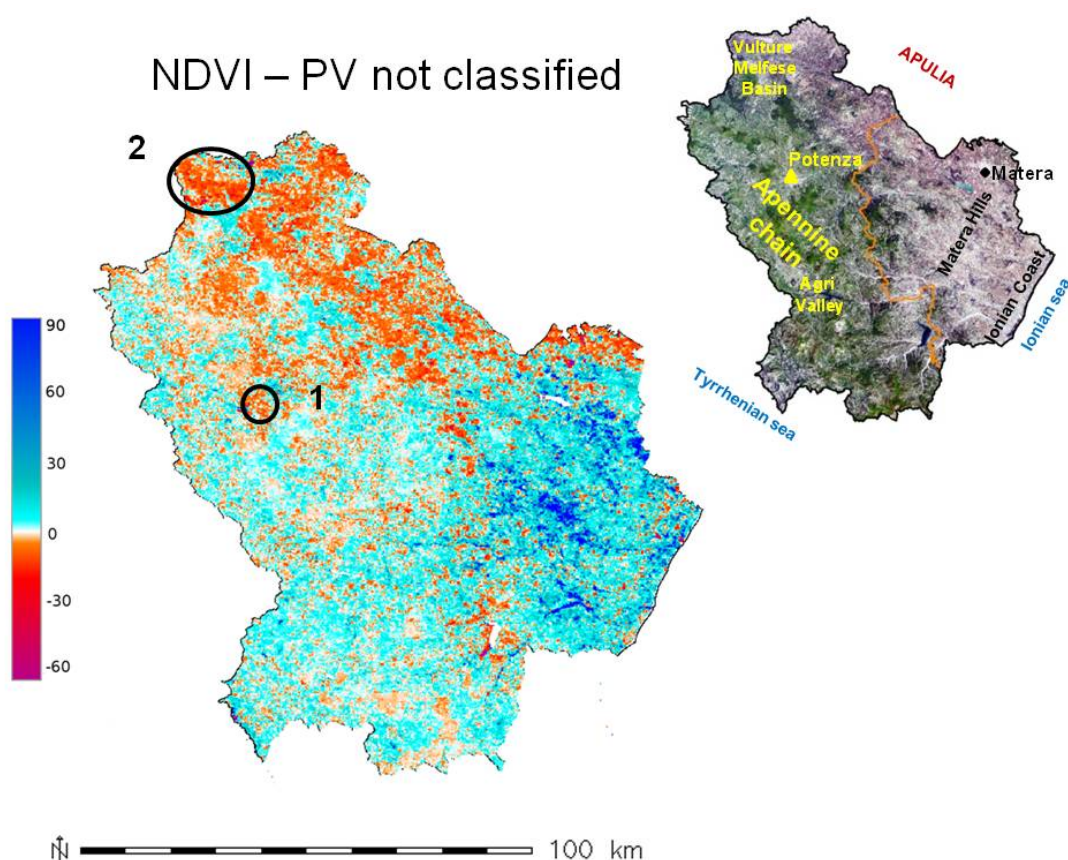 NDVI – PV not classified
2
1
90
60
30
0
-30
-60
N
100 km
Vulture
Melfese
Basin
APULIA
Potenza
Matera
Apennine
chain
Matera Hills
Agri
Valley
Ionian Coast
Ionian sea
Tyrrhenian sea